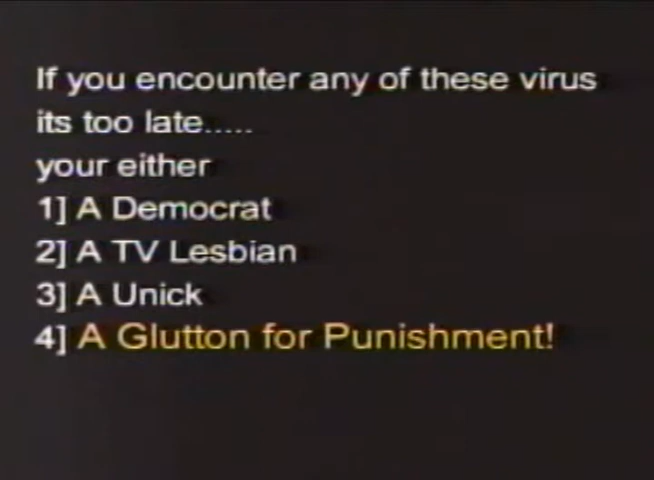 If you encounter any of these virus
its too late.....
your either
1] A Democrat
2] A TV Lesbian
3] A Unick
4] A Glutton for Punishment!